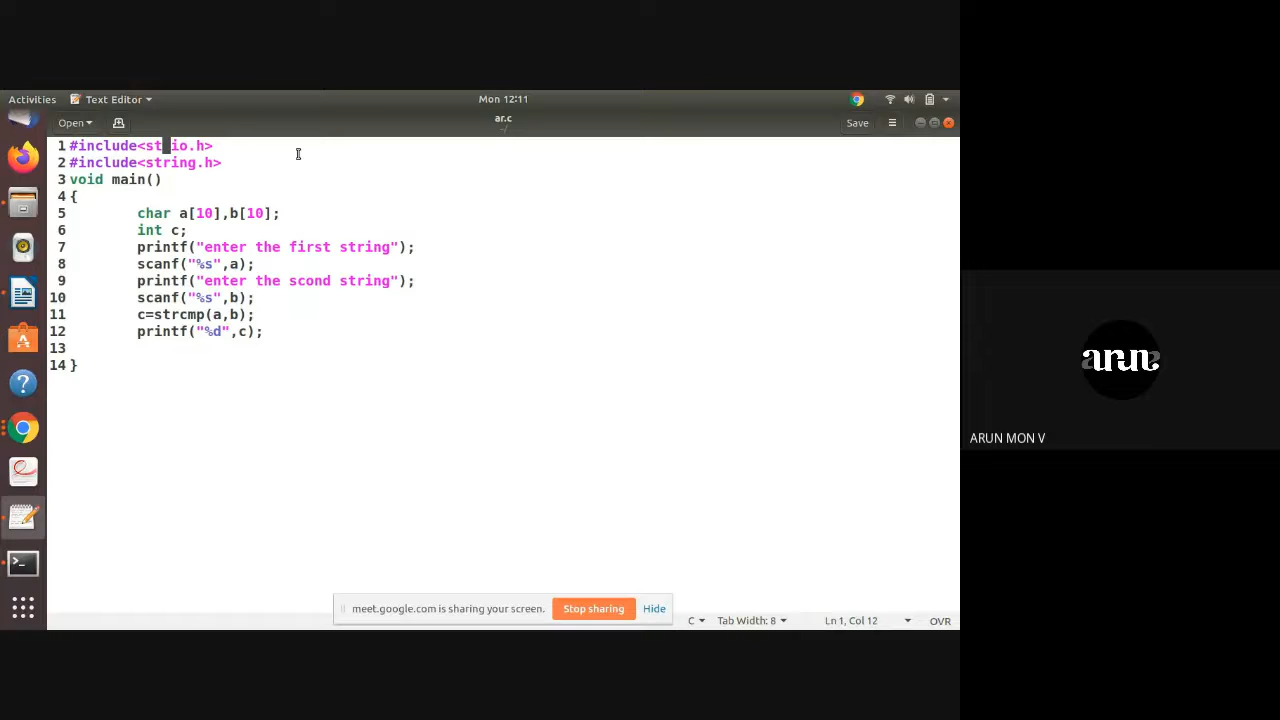 Activities Text Editor Mon 12:11
Open ar.c Save
~/
1 #include<stdio.h>
2 #include<string.h>
3 void main()
4 {
5 char a[10],b[10];
6 int c;
7 printf("enter the first string");
8 scanf("%s",a);
9 printf("enter the scond string");
10 scanf("%s",b);
11 c=strcmp(a,b);
12 printf("%d",c);
13
14 }
arun
ARUN MON V
meet.google.com is sharing your screen. Stop sharing Hide
C Tab Width: 8 Ln 1, Col 12 OVR